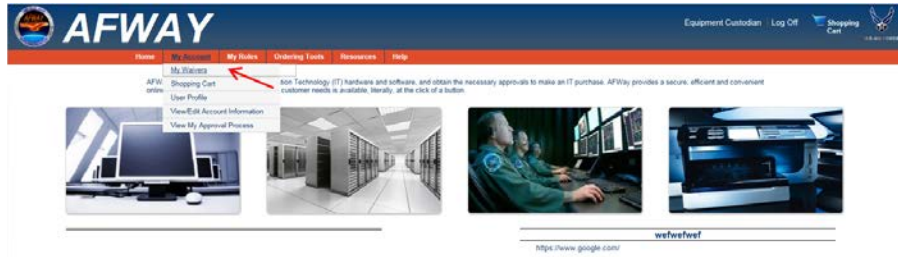 AFWAY
Equipment Custodian Log Off Shopping Cart
Home My Account My Roles Ordering Tools Resources Help
My Waivers
Shopping Cart
User Profile
View/Edit Account Information
View My Approval Process
AFW
tion Technology (IT) hardware and software, and obtain the necessary approvals to make an IT purchase. AFWay provides a secure, efficient and convenient
online
customer needs is available, literally, at the click of a button.
wefwefwef
https://www.google.com/